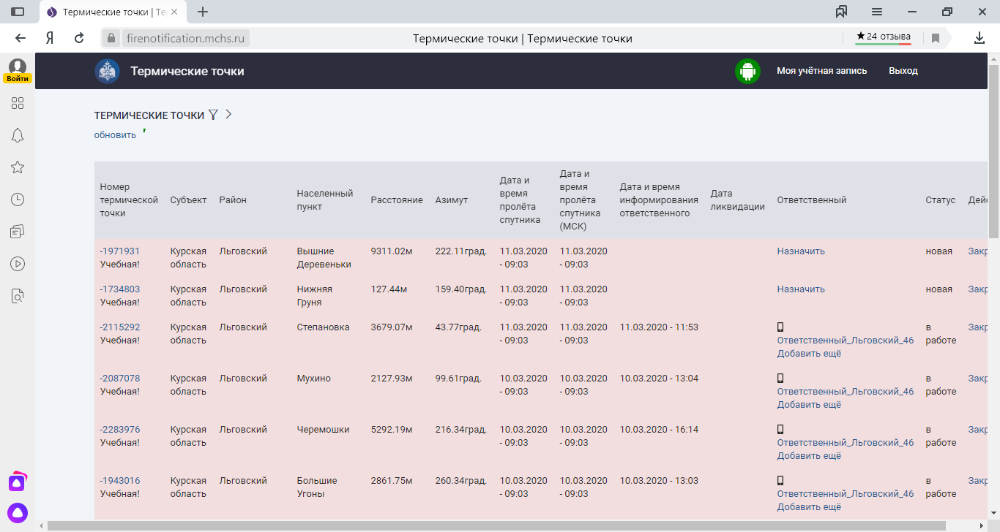 Термические точки | Те
Я
firenotification.mchs.ru
Термические точки | Термические точки
★24 отзыва
Войти
Термические точки
Моя учётная запись
Выход
ТЕРМИЧЕСКИЕ ТОЧКИ
обновить
Номер термической точки
Субъект
Район
Населенный пункт
Расстояние
Азимут
Дата и время пролёта спутника
Дата и время пролёта спутника (МСК)
Дата и время информирования ответственного
Дата ликвидации
Ответственный
Статус
Дейс
-1971931 Курская Льговский Вышние 9311.02м 222.11град. 11.03.2020 11.03.2020 Назначить новая Закр
Учебная! область Деревеньки - 09:03 - 09:03
-1734803 Курская Льговский Нижняя 127.44м 159.40град. 11.03.2020 11.03.2020 Назначить новая Закр
Учебная! область Груня - 09:03 - 09:03
-2115292 Курская Льговский Степановка 3679.07м 43.77град. 11.03.2020 11.03.2020 11.03.2020 - 11:53 в Закр
Учебная! область - 09:03 - 09:03 Ответственный_Льговский_46 работе
Добавить ещё
-2087078 Курская Льговский Мухино 2127.93м 99.61град. 10.03.2020 10.03.2020 10.03.2020 - 13:04 в Закр
Учебная! область - 09:03 - 09:03 Ответственный_Льговский_46 работе
Добавить ещё
-2283976 Курская Льговский Черемошки 5292.19м 216.34град. 10.03.2020 10.03.2020 10.03.2020 - 16:14 в Закр
Учебная! область - 09:03 - 09:03 Ответственный_Льговский_46 работе
Добавить ещё
-1943016 Курская Льговский Большие 2861.75м 260.34град. 10.03.2020 10.03.2020 10.03.2020 - 13:03 в Закр
Учебная! область Угоны - 09:03 - 09:03 Ответственный_Льговский_46 работе
Добавить ещё